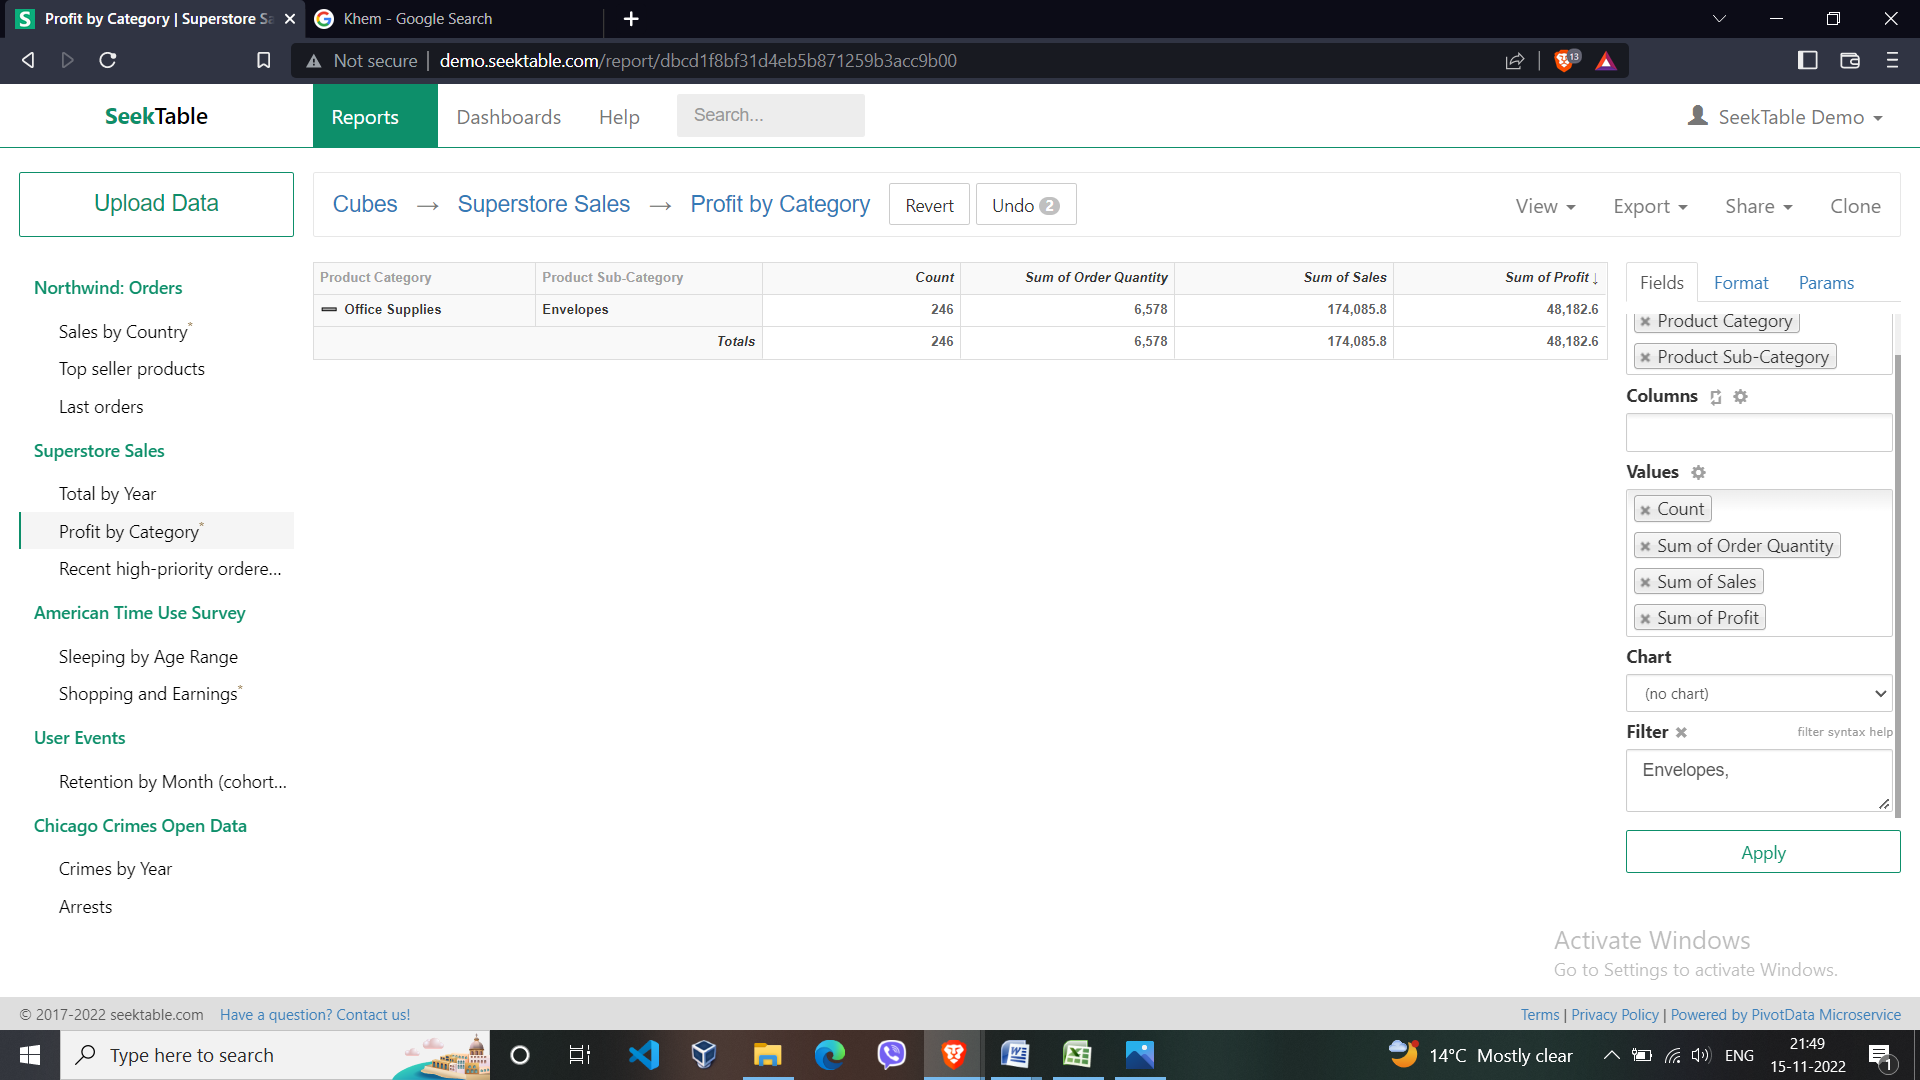 Profit by Category | Superstore Sa
Khem - Google Search
Not secure
demo.seektable.com/report/dbcd1f8bf31d4eb5b871259b3acc9b00
13
SeekTable
Reports
Dashboards
Help
Search...
SeekTable Demo
Upload Data
Cubes → Superstore Sales → Profit by Category
Revert
Undo 2
View
Export
Share
Clone
Northwind: Orders
Sales by Country*
Top seller products
Last orders
Superstore Sales
Total by Year
Profit by Category*
Recent high-priority ordere...
American Time Use Survey
Sleeping by Age Range
Shopping and Earnings*
User Events
Retention by Month (cohort...
Chicago Crimes Open Data
Crimes by Year
Arrests
Product Category Product Sub-Category Count Sum of Order Quantity Sum of Sales Sum of Profit ↓
Office Supplies Envelopes 246 6,578 174,085.8 48,182.6
Totals 246 6,578 174,085.8 48,182.6
Fields
Format
Params
Product Category
Product Sub-Category
Columns
Values
Count
Sum of Order Quantity
Sum of Sales
Sum of Profit
Chart
(no chart)
Filter
filter syntax help
Envelopes,
Apply
Activate Windows
Go to Settings to activate Windows.
© 2017-2022 seektable.com
Have a question? Contact us!
Terms | Privacy Policy | Powered by PivotData Microservice
Type here to search
14°C Mostly clear
ENG
21:49
15-11-2022
1